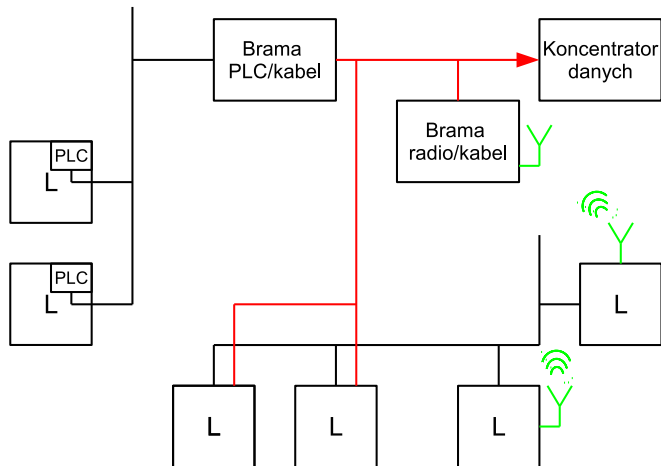 Brama
PLC/kabel
Koncentrator
danych
Brama
radio/kabel
PLC
L
PLC
L
L
L
L
L